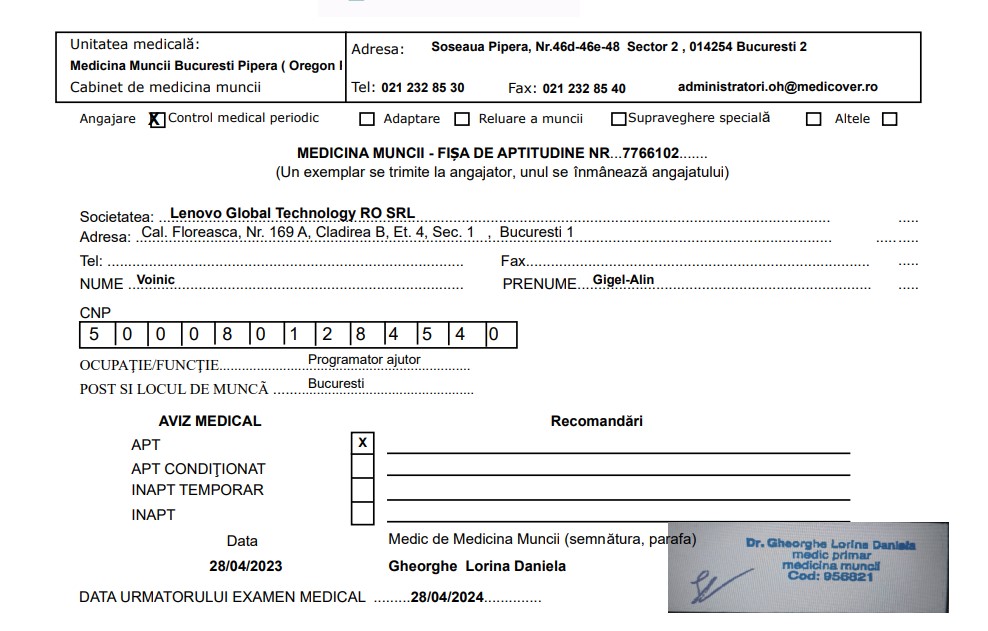 Unitatea medicală:
Medicina Muncii Bucuresti Pipera ( Oregon
Cabinet de medicina muncii
Adresa: Soseaua Pipera, Nr.46d-46e-48 Sector 2 , 014254 Bucuresti 2
Tel: 021 232 85 30 Fax: 021 232 85 40 administratori.oh@medicover.ro
Angajare X Control medical periodic Adaptare Reluare a muncii Supraveghere specială Altele
MEDICINA MUNCII - FIŞA DE APTITUDINE NR...7766102.......
(Un exemplar se trimite la angajator, unul se înmânează angajatului)
Societatea: Lenovo Global Technology RO SRL
Adresa: Cal. Floreasca, Nr. 169 A, Cladirea B, Et. 4, Sec. 1 , Bucuresti 1
Tel: Fax
NUME Voinic PRENUME Gigel-Alin
CNP
5 0 0 0 8 0 1 2 8 4 5 4 0
OCUPAŢIE/FUNCŢIE Programator ajutor
POST SI LOCUL DE MUNCÃ Bucuresti
AVIZ MEDICAL Recomandări
APT X
APT CONDIŢIONAT
INAPT TEMPORAR
INAPT
Data Medic de Medicina Muncii (semnătura, parafa)
28/04/2023 Gheorghe Lorina Daniela
DATA URMATORULUI EXAMEN MEDICAL .........28/04/2024..............
Dr. Gheorghe Lorina Daniela
medic primar
medicina muncii
Cod: 956821